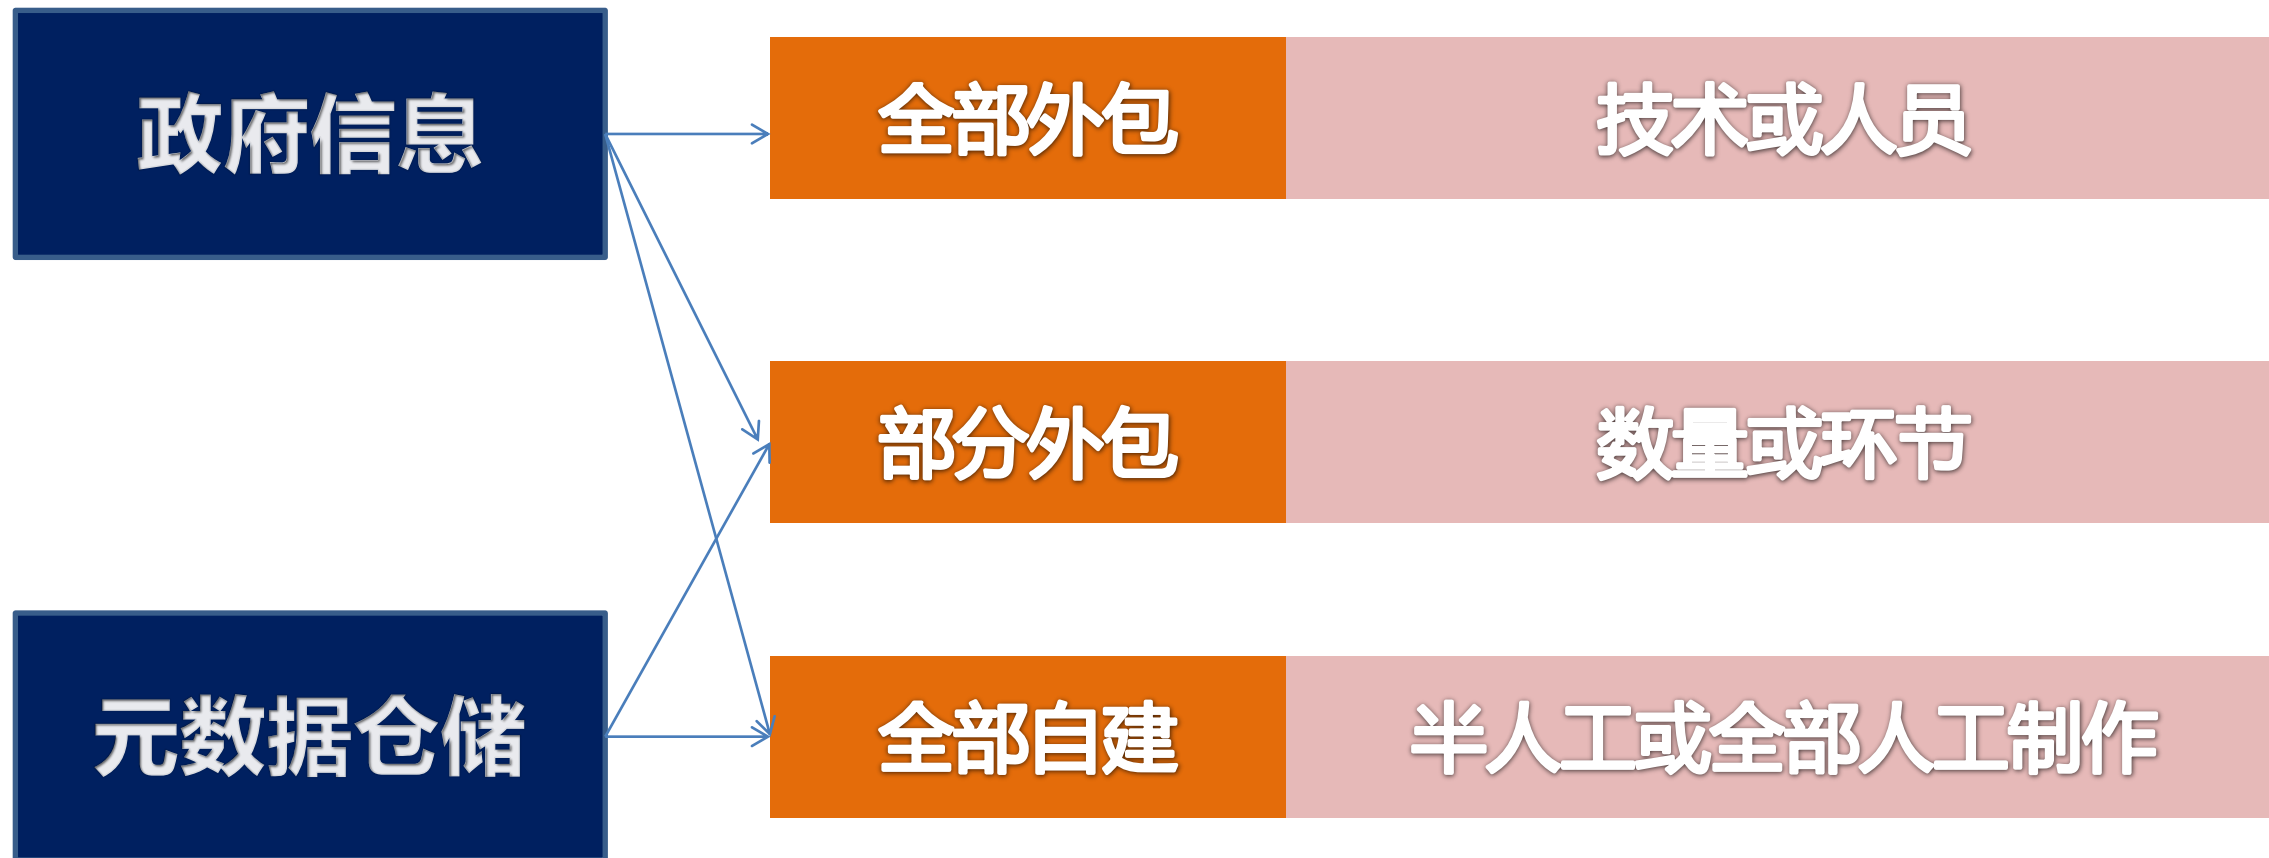 政府信息
全部外包
技术或人员
部分外包
数量或环节
元数据仓储
全部自建
半人工或全部人工制作